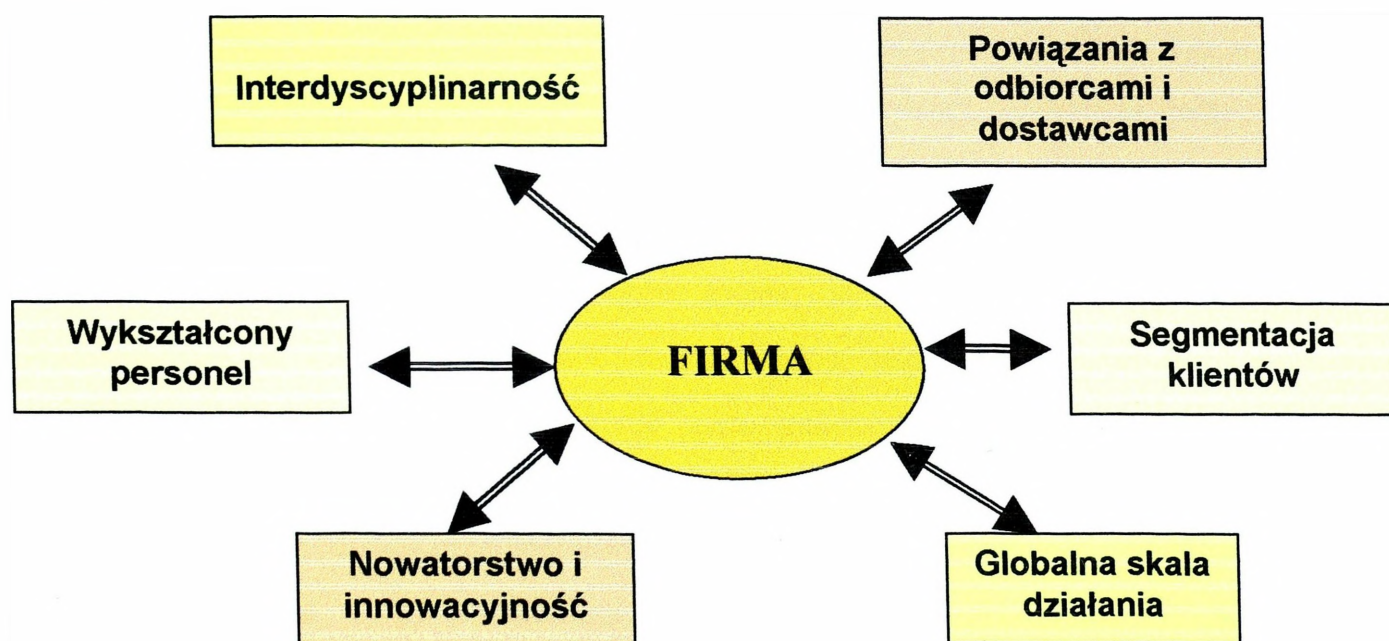 Interdyscyplinarność
Powiązania z
odbiorcami i
dostawcami
Wykształcony
personel
FIRMA
Segmentacja
klientów
Nowatorstwo i
innowacyjność
Globalna skala
działania